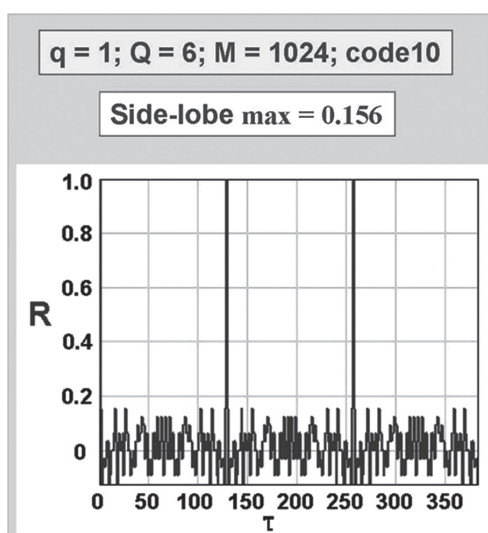 q = 1; Q = 6; M = 1024; code10
Side-lobe max = 0.156
1.0
0.8
0.6
R
0.4
0.2
0
0 50 100 150 200 250 300 350
τ